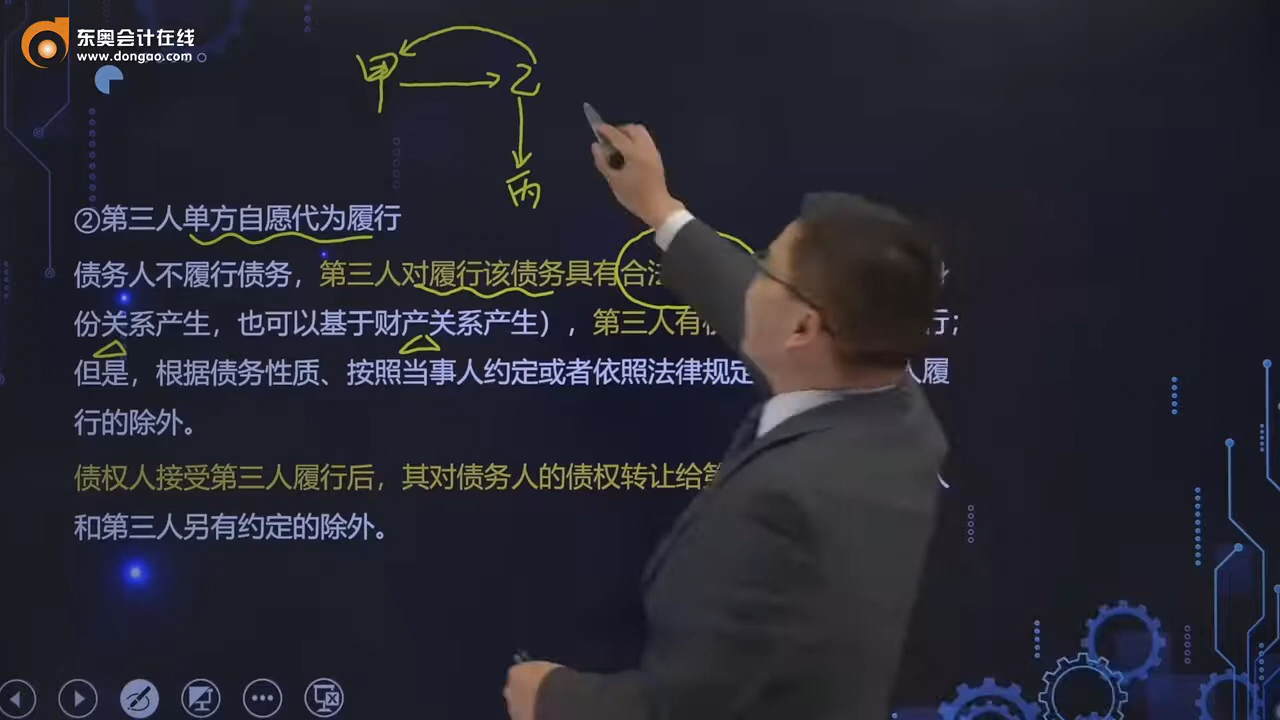 东奥会计在线
www.dongao.com
甲 乙
丙
②第三人单方自愿代为履行
债务人不履行债务，第三人对履行该债务具有合法
份关系产生，也可以基于财产关系产生），第三人有 行；
但是，根据债务性质、按照当事人约定或者依照法律规定 人履
行的除外。
债权人接受第三人履行后，其对债务人的债权转让给第 人
和第三人另有约定的除外。